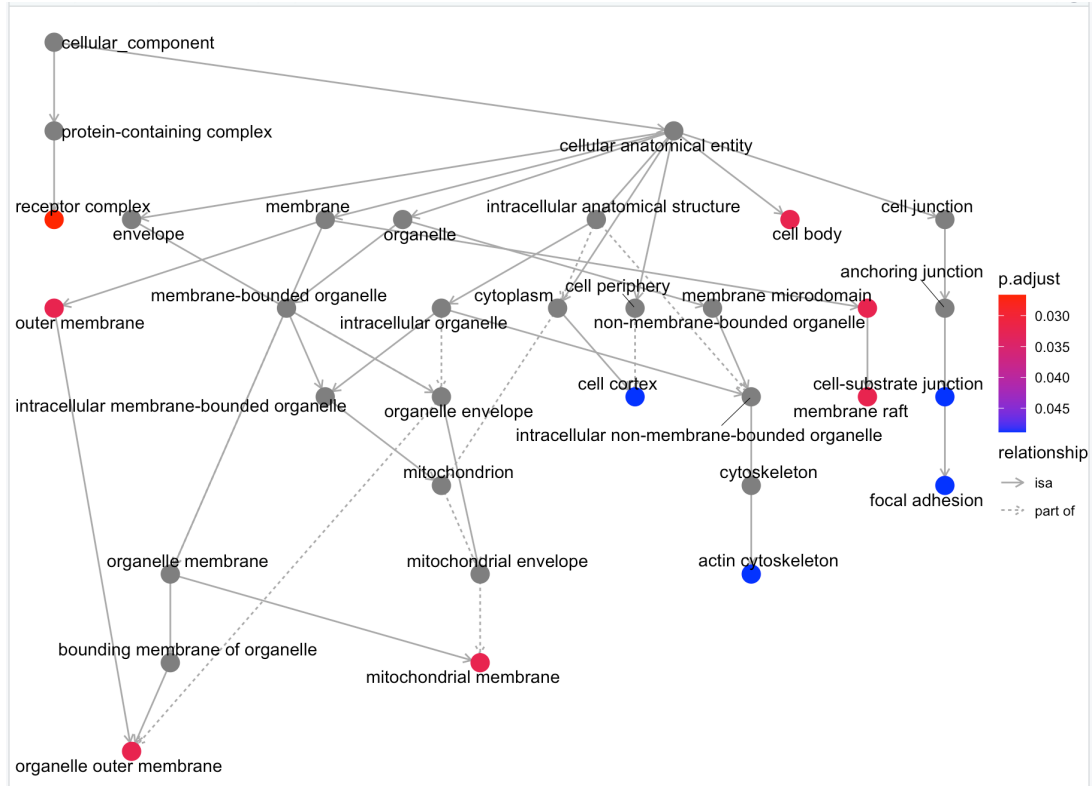 cellular_component
protein-containing complex
cellular anatomical entity
receptor complex
membrane
intracellular anatomical structure
cell junction
envelope
organelle
cell body
anchoring junction
p.adjust
cell periphery
membrane-bounded organelle
cytoplasm
membrane microdomain
0.030
outer membrane
intracellular organelle
non-membrane-bounded organelle
0.035
0.040
cell cortex
cell-substrate junction
intracellular membrane-bounded organelle
organelle envelope
membrane raft
0.045
intracellular non-membrane-bounded organelle
relationship
mitochondrion
cytoskeleton
isa
focal adhesion
part of
organelle membrane
mitochondrial envelope
actin cytoskeleton
bounding membrane of organelle
mitochondrial membrane
organelle outer membrane